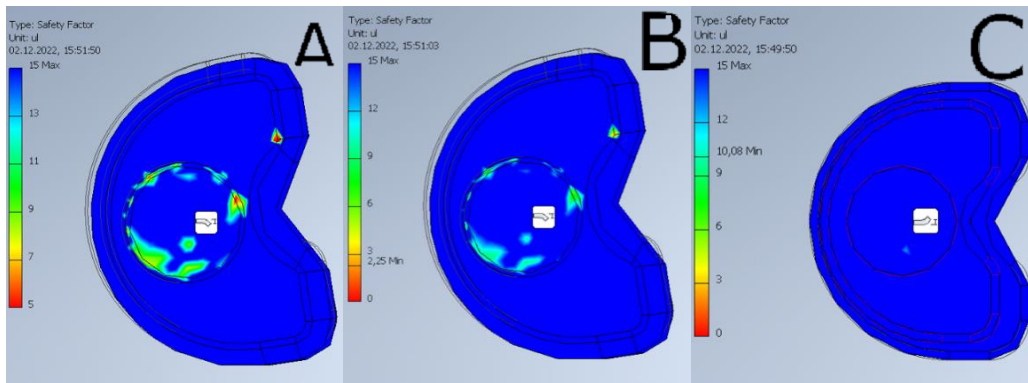 Type: Safety Factor
Unit: ul
02.12.2022, 15:51:50
15 Max
13
11
9
7
5
A
Type: Safety Factor
Unit: ul
02.12.2022, 15:51:03
15 Max
12
9
6
3
2,25 Min
0
B
Type: Safety Factor
Unit: ul
02.12.2022, 15:49:50
15 Max
12
10,08 Min
9
6
3
0
C